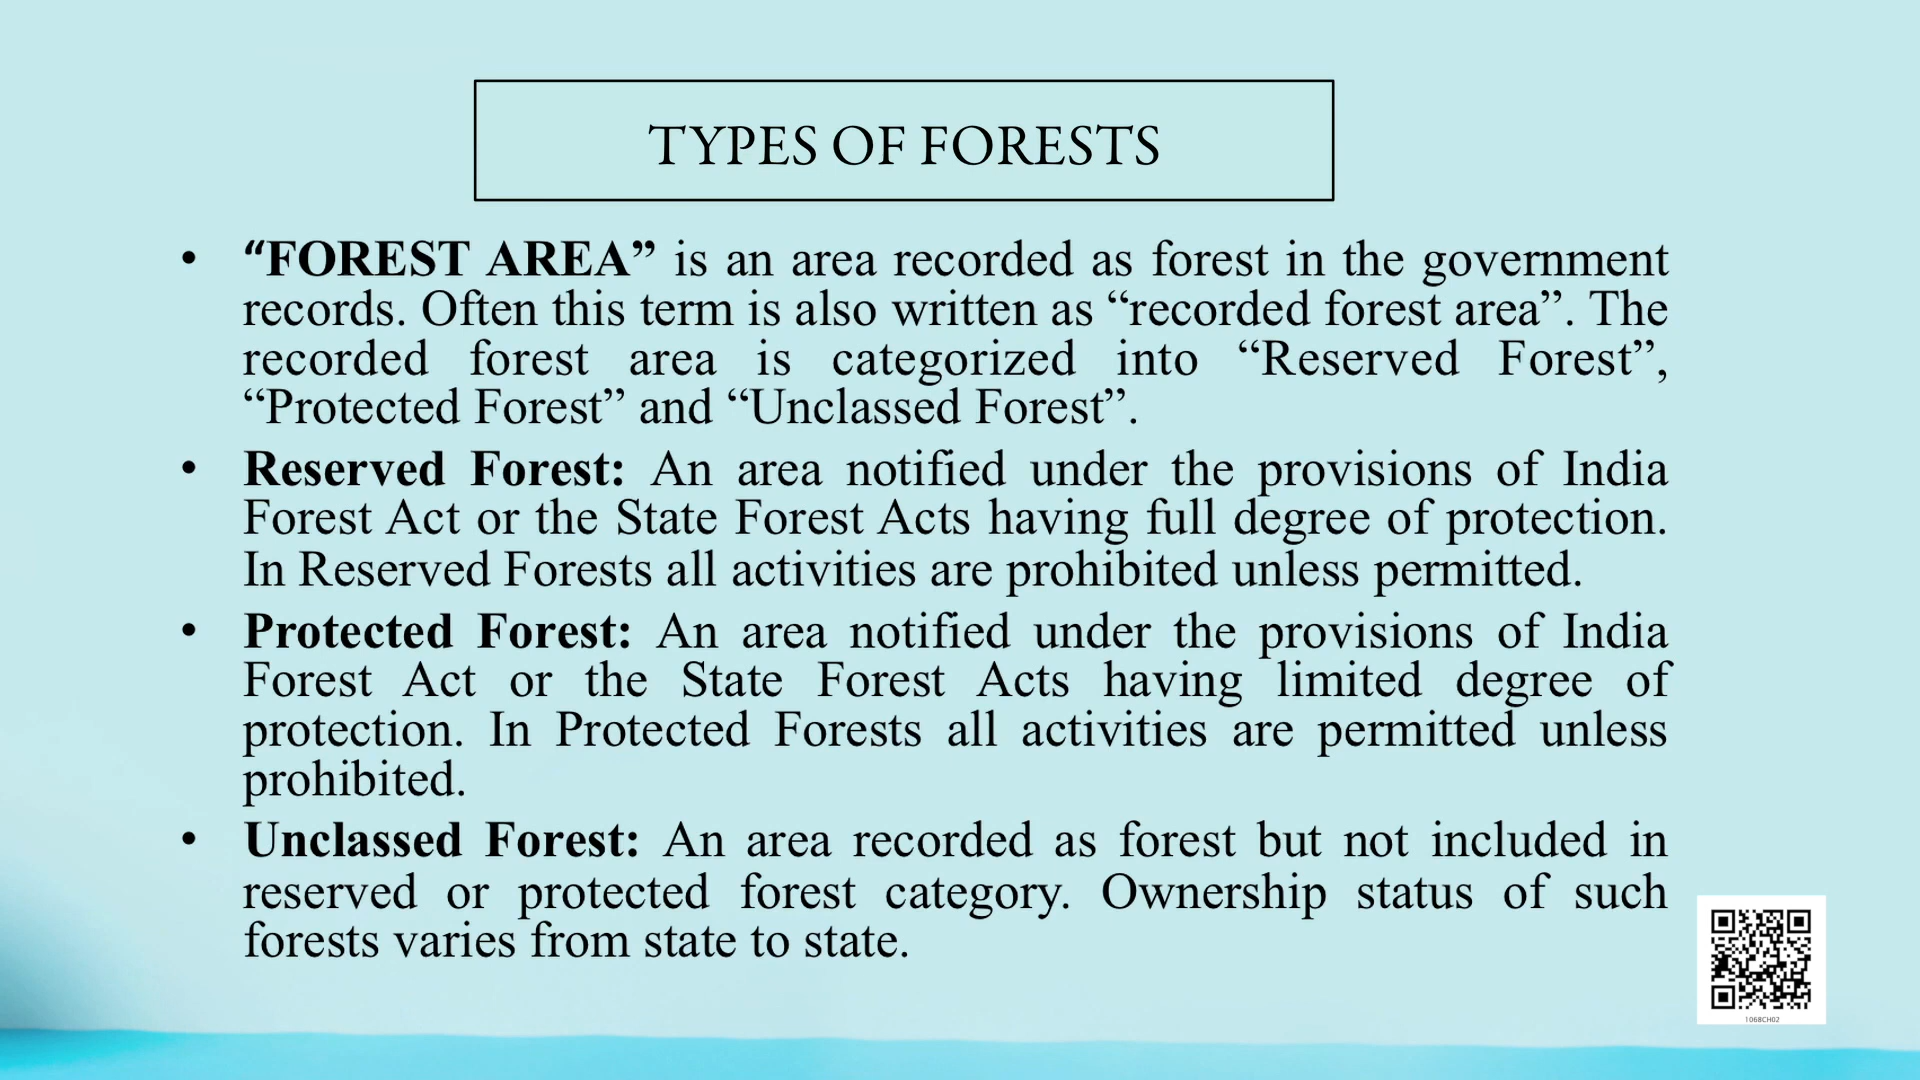 TYPES OF FORESTS
• “FOREST AREA” is an area recorded as forest in the government
records. Often this term is also written as “recorded forest area”. The
recorded forest area is categorized into “Reserved Forest”,
“Protected Forest” and “Unclassed Forest”.
• Reserved Forest: An area notified under the provisions of India
Forest Act or the State Forest Acts having full degree of protection.
In Reserved Forests all activities are prohibited unless permitted.
• Protected Forest: An area notified under the provisions of India
Forest Act or the State Forest Acts having limited degree of
protection. In Protected Forests all activities are permitted unless
prohibited.
• Unclassed Forest: An area recorded as forest but not included in
reserved or protected forest category. Ownership status of such
forests varies from state to state.
1068CH02